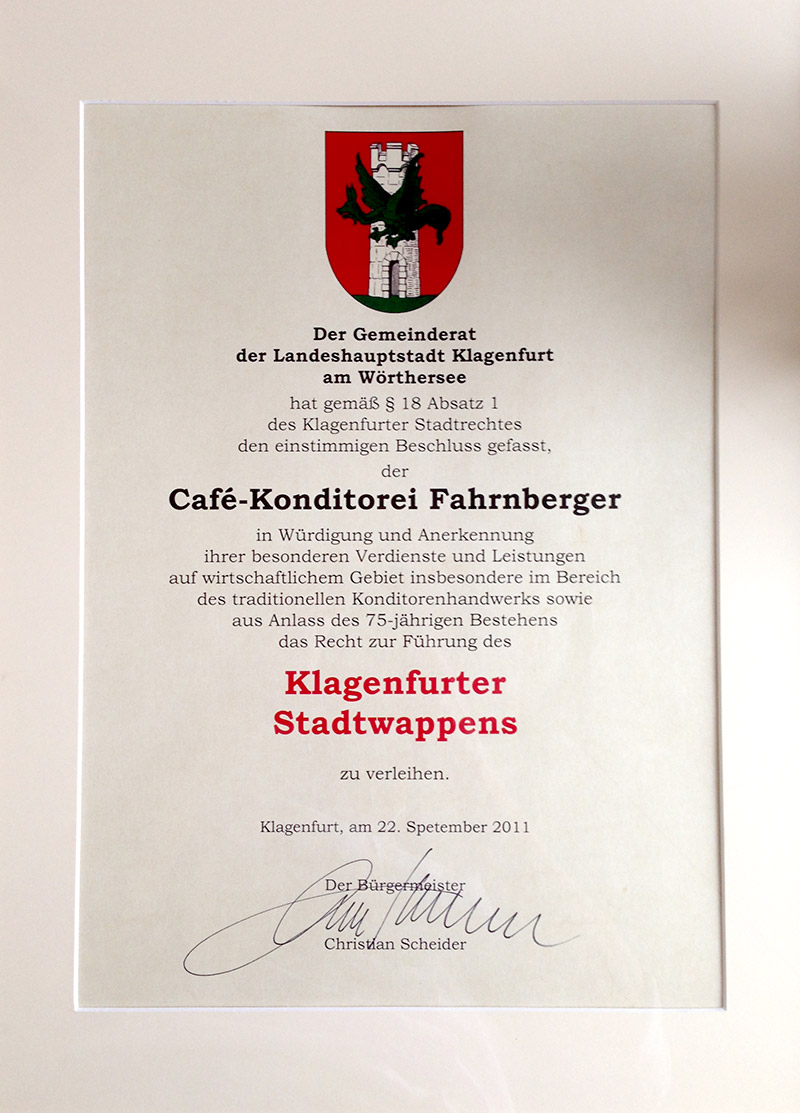 Der Gemeinderat
der Landeshauptstadt Klagenfurt
am Wörthersee
hat gemäß § 18 Absatz 1
des Klagenfurter Stadtrechtes
den einstimmigen Beschluss gefasst,
der
Café-Konditorei Fahrnberger
in Würdigung und Anerkennung
ihrer besonderen Verdienste und Leistungen
auf wirtschaftlichem Gebiet insbesondere im Bereich
des traditionellen Konditorenhandwerks sowie
aus Anlass des 75-jährigen Bestehens
das Recht zur Führung des
Klagenfurter
Stadtwappens
zu verleihen.
Klagenfurt, am 22. Spetember 2011
Der Bürgermeister
Christian Scheider